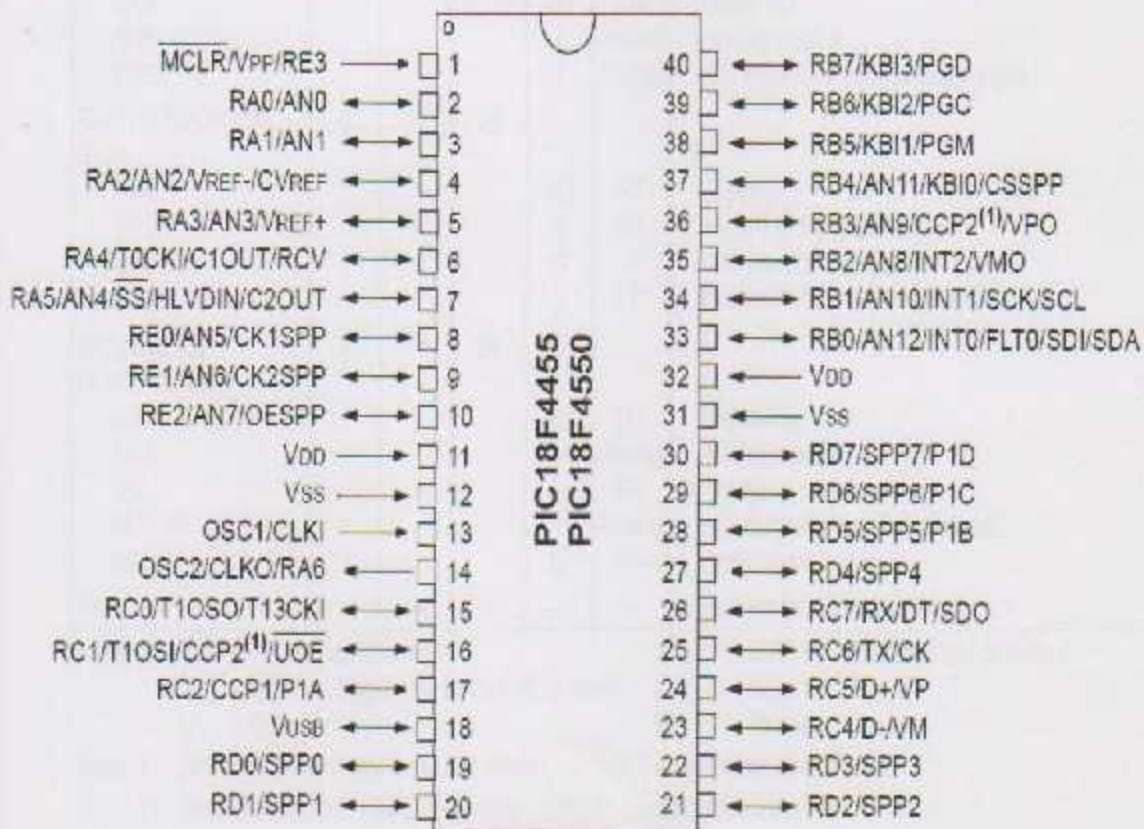 MCLR/VPP/RE3 1
RA0/AN0 2
RA1/AN1 3
RA2/AN2/VREF-/CVREF 4
RA3/AN3/VREF+ 5
RA4/T0CKI/C1OUT/RCV 6
RA5/AN4/SS/HLVDIN/C2OUT 7
RE0/AN5/CK1SPP 8
RE1/AN6/CK2SPP 9
RE2/AN7/OESPP 10
VDD 11
VSS 12
OSC1/CLKI 13
OSC2/CLKO/RA6 14
RC0/T1OSO/T13CKI 15
RC1/T1OSI/CCP2(1)/UOE 16
RC2/CCP1/P1A 17
VUSB 18
RD0/SPP0 19
RD1/SPP1 20
PIC18F4455
PIC18F4550
40 RB7/KBI3/PGD
39 RB6/KBI2/PGC
38 RB5/KBI1/PGM
37 RB4/AN11/KBI0/CSSPP
36 RB3/AN9/CCP2(1)/VPO
35 RB2/AN8/INT2/VMO
34 RB1/AN10/INT1/SCK/SCL
33 RB0/AN12/INT0/FLT0/SDI/SDA
32 VDD
31 VSS
30 RD7/SPP7/P1D
29 RD6/SPP6/P1C
28 RD5/SPP5/P1B
27 RD4/SPP4
26 RC7/RX/DT/SDO
25 RC6/TX/CK
24 RC5/D+/VP
23 RC4/D-/VM
22 RD3/SPP3
21 RD2/SPP2